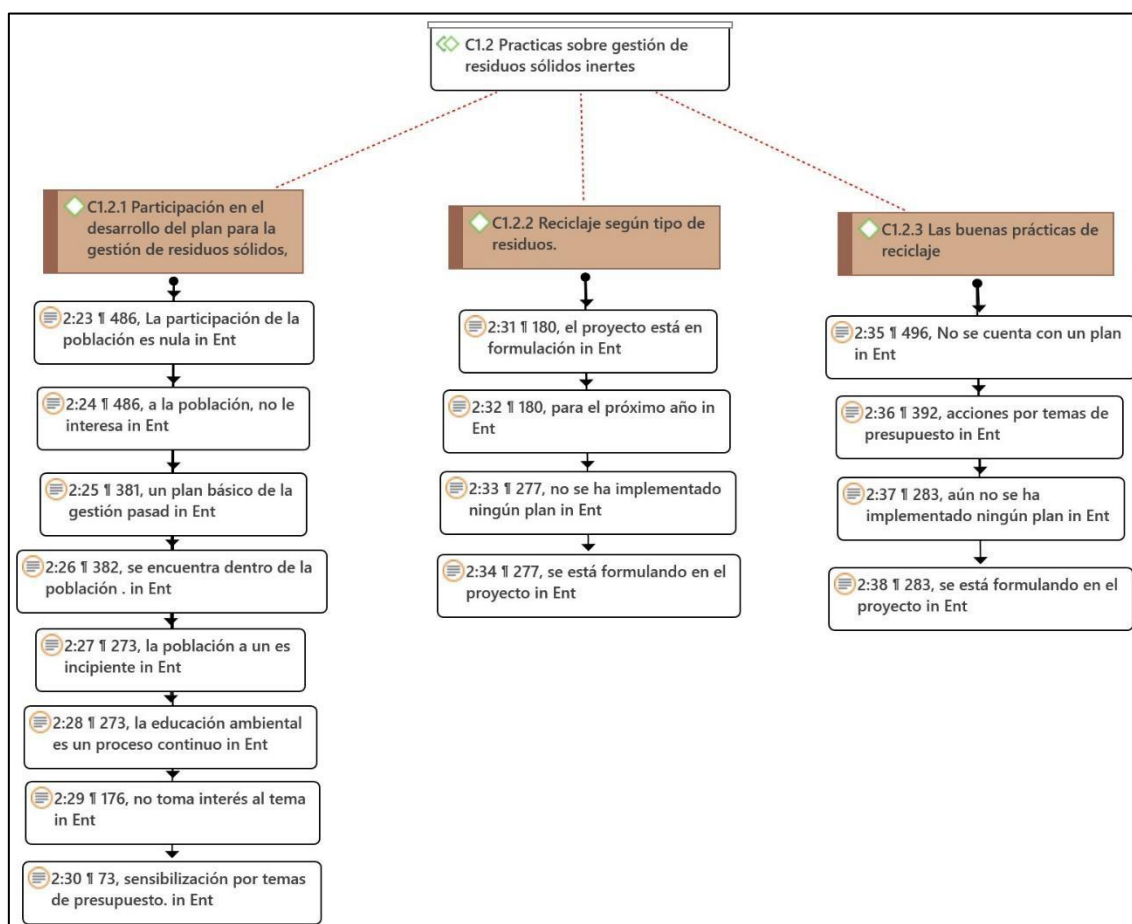 C1.2 Practicas sobre gestión de
residuos sólidos inertes
C1.2.1 Participación en el
desarrollo del plan para la
gestión de residuos sólidos,
2:23 ¶ 486, La participación de la
población es nula in Ent
2:24 ¶ 486, a la población, no le
interesa in Ent
2:25 ¶ 381, un plan básico de la
gestión pasad in Ent
2:26 ¶ 382, se encuentra dentro de la
población . in Ent
2:27 ¶ 273, la población a un es
incipiente in Ent
2:28 ¶ 273, la educación ambiental
es un proceso continuo in Ent
2:29 ¶ 176, no toma interés al tema
in Ent
2:30 ¶ 73, sensibilización por temas
de presupuesto. in Ent
C1.2.2 Reciclaje según tipo de
residuos.
2:31 ¶ 180, el proyecto está en
formulación in Ent
2:32 ¶ 180, para el próximo año in
Ent
2:33 ¶ 277, no se ha implementado
ningún plan in Ent
2:34 ¶ 277, se está formulando en el
proyecto in Ent
C1.2.3 Las buenas prácticas de
reciclaje
2:35 ¶ 496, No se cuenta con un plan
in Ent
2:36 ¶ 392, acciones por temas de
presupuesto in Ent
2:37 ¶ 283, aún no se ha
implementado ningún plan in Ent
2:38 ¶ 283, se está formulando en el
proyecto in Ent